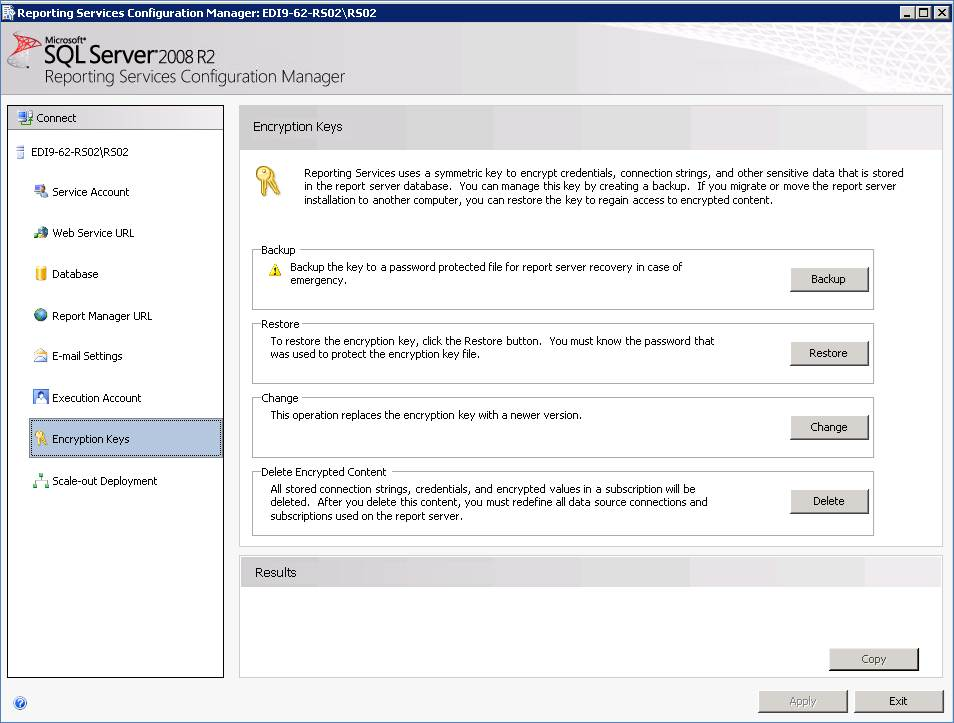 Reporting Services Configuration Manager: EDI9-62-RS02\RS02
Microsoft®
SQL Server 2008 R2
Reporting Services Configuration Manager
Connect
EDI9-62-RS02\RS02
Service Account
Web Service URL
Database
Report Manager URL
E-mail Settings
Execution Account
Encryption Keys
Scale-out Deployment
Encryption Keys
Reporting Services uses a symmetric key to encrypt credentials, connection strings, and other sensitive data that is stored
in the report server database.  You can manage this key by creating a backup.  If you migrate or move the report server
installation to another computer, you can restore the key to regain access to encrypted content.
Backup
Backup the key to a password protected file for report server recovery in case of
emergency.
Backup
Restore
To restore the encryption key, click the Restore button.  You must know the password that
was used to protect the encryption key file.
Restore
Change
This operation replaces the encryption key with a newer version.
Change
Delete Encrypted Content
All stored connection strings, credentials, and encrypted values in a subscription will be
deleted.  After you delete this content, you must redefine all data source connections and
subscriptions used on the report server.
Delete
Results
Copy
Apply
Exit